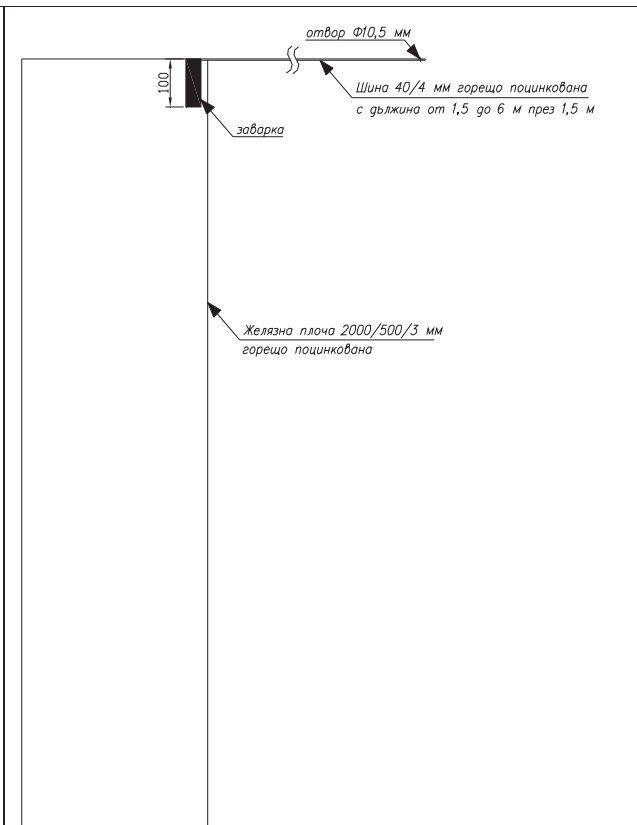 отвор Ф10,5 мм
Шина 40/4 мм горещо поцинкована
с дължина от 1,5 до 6 м през 1,5 м
100
заварка
Желязна плоча 2000/500/3 мм
горещо поцинкована